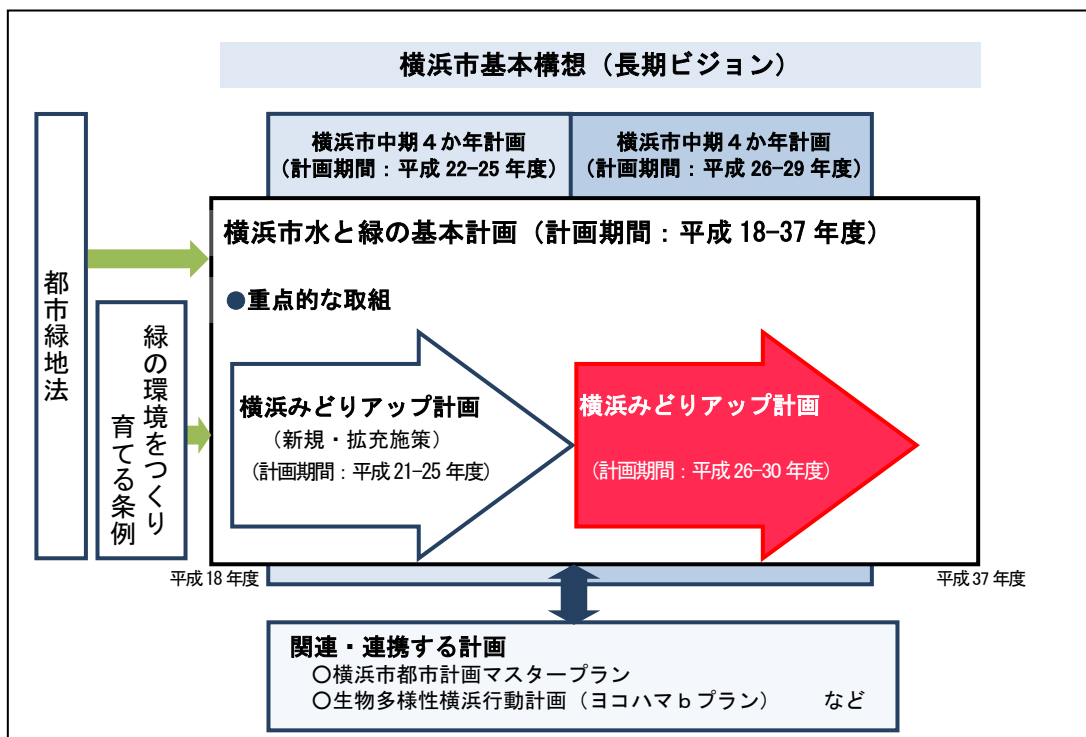 横浜市基本構想（長期ビジョン）
横浜市中期４か年計画
（計画期間：平成 22-25 年度）
横浜市中期４か年計画
（計画期間：平成 26-29 年度）
都市緑地法
緑の環境をつくり
育てる条例
横浜市水と緑の基本計画（計画期間：平成 18-37 年度）
●重点的な取組
横浜みどりアップ計画
（新規・拡充施策）
（計画期間：平成 21-25 年度）
横浜みどりアップ計画
（計画期間：平成 26-30 年度）
平成 18 年度
平成 37 年度
関連・連携する計画
○横浜市都市計画マスタープラン
○生物多様性横浜行動計画（ヨコハマｂプラン）　　など